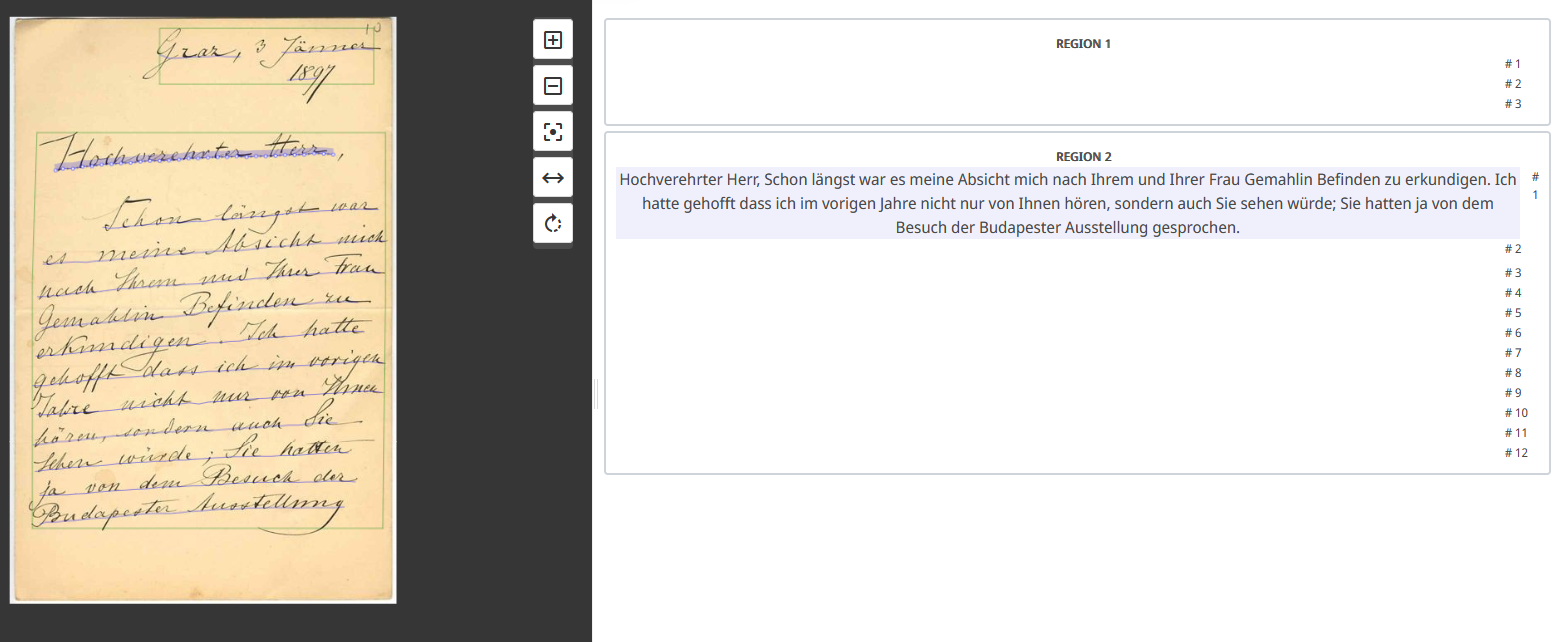 10
Graz, 3 Jänner
1897
Hochverehrter Herr,
Schon längst war
es meine Absicht mich
nach Ihrem und Ihrer Frau
Gemahlin Befinden zu
erkundigen. Ich hatte
gehofft dass ich im vorigen
Jahre nicht nur von Ihnen
hören, sondern auch Sie
sehen würde; Sie hatten
ja von dem Besuch der
Budapester Ausstellung
REGION 1
# 1
# 2
# 3
REGION 2
Hochverehrter Herr, Schon längst war es meine Absicht mich nach Ihrem und Ihrer Frau Gemahlin Befinden zu erkundigen. Ich
hatte gehofft dass ich im vorigen Jahre nicht nur von Ihnen hören, sondern auch Sie sehen würde; Sie hatten ja von dem
Besuch der Budapester Ausstellung gesprochen.
#
1
# 2
# 3
# 4
# 5
# 6
# 7
# 8
# 9
# 10
# 11
# 12